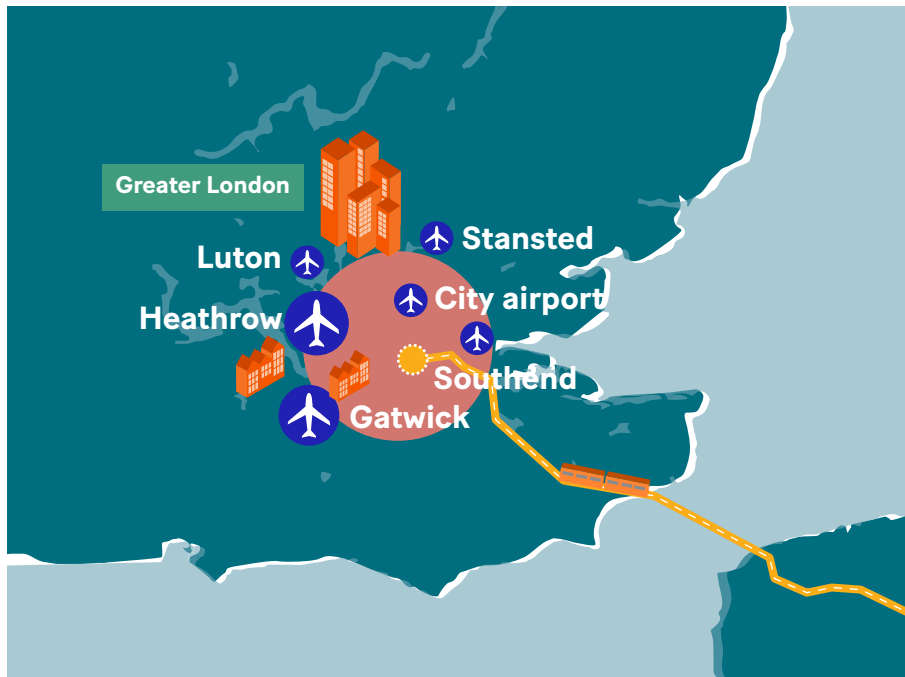 Greater London
Stansted
Luton
City airport
Heathrow
Southend
Gatwick